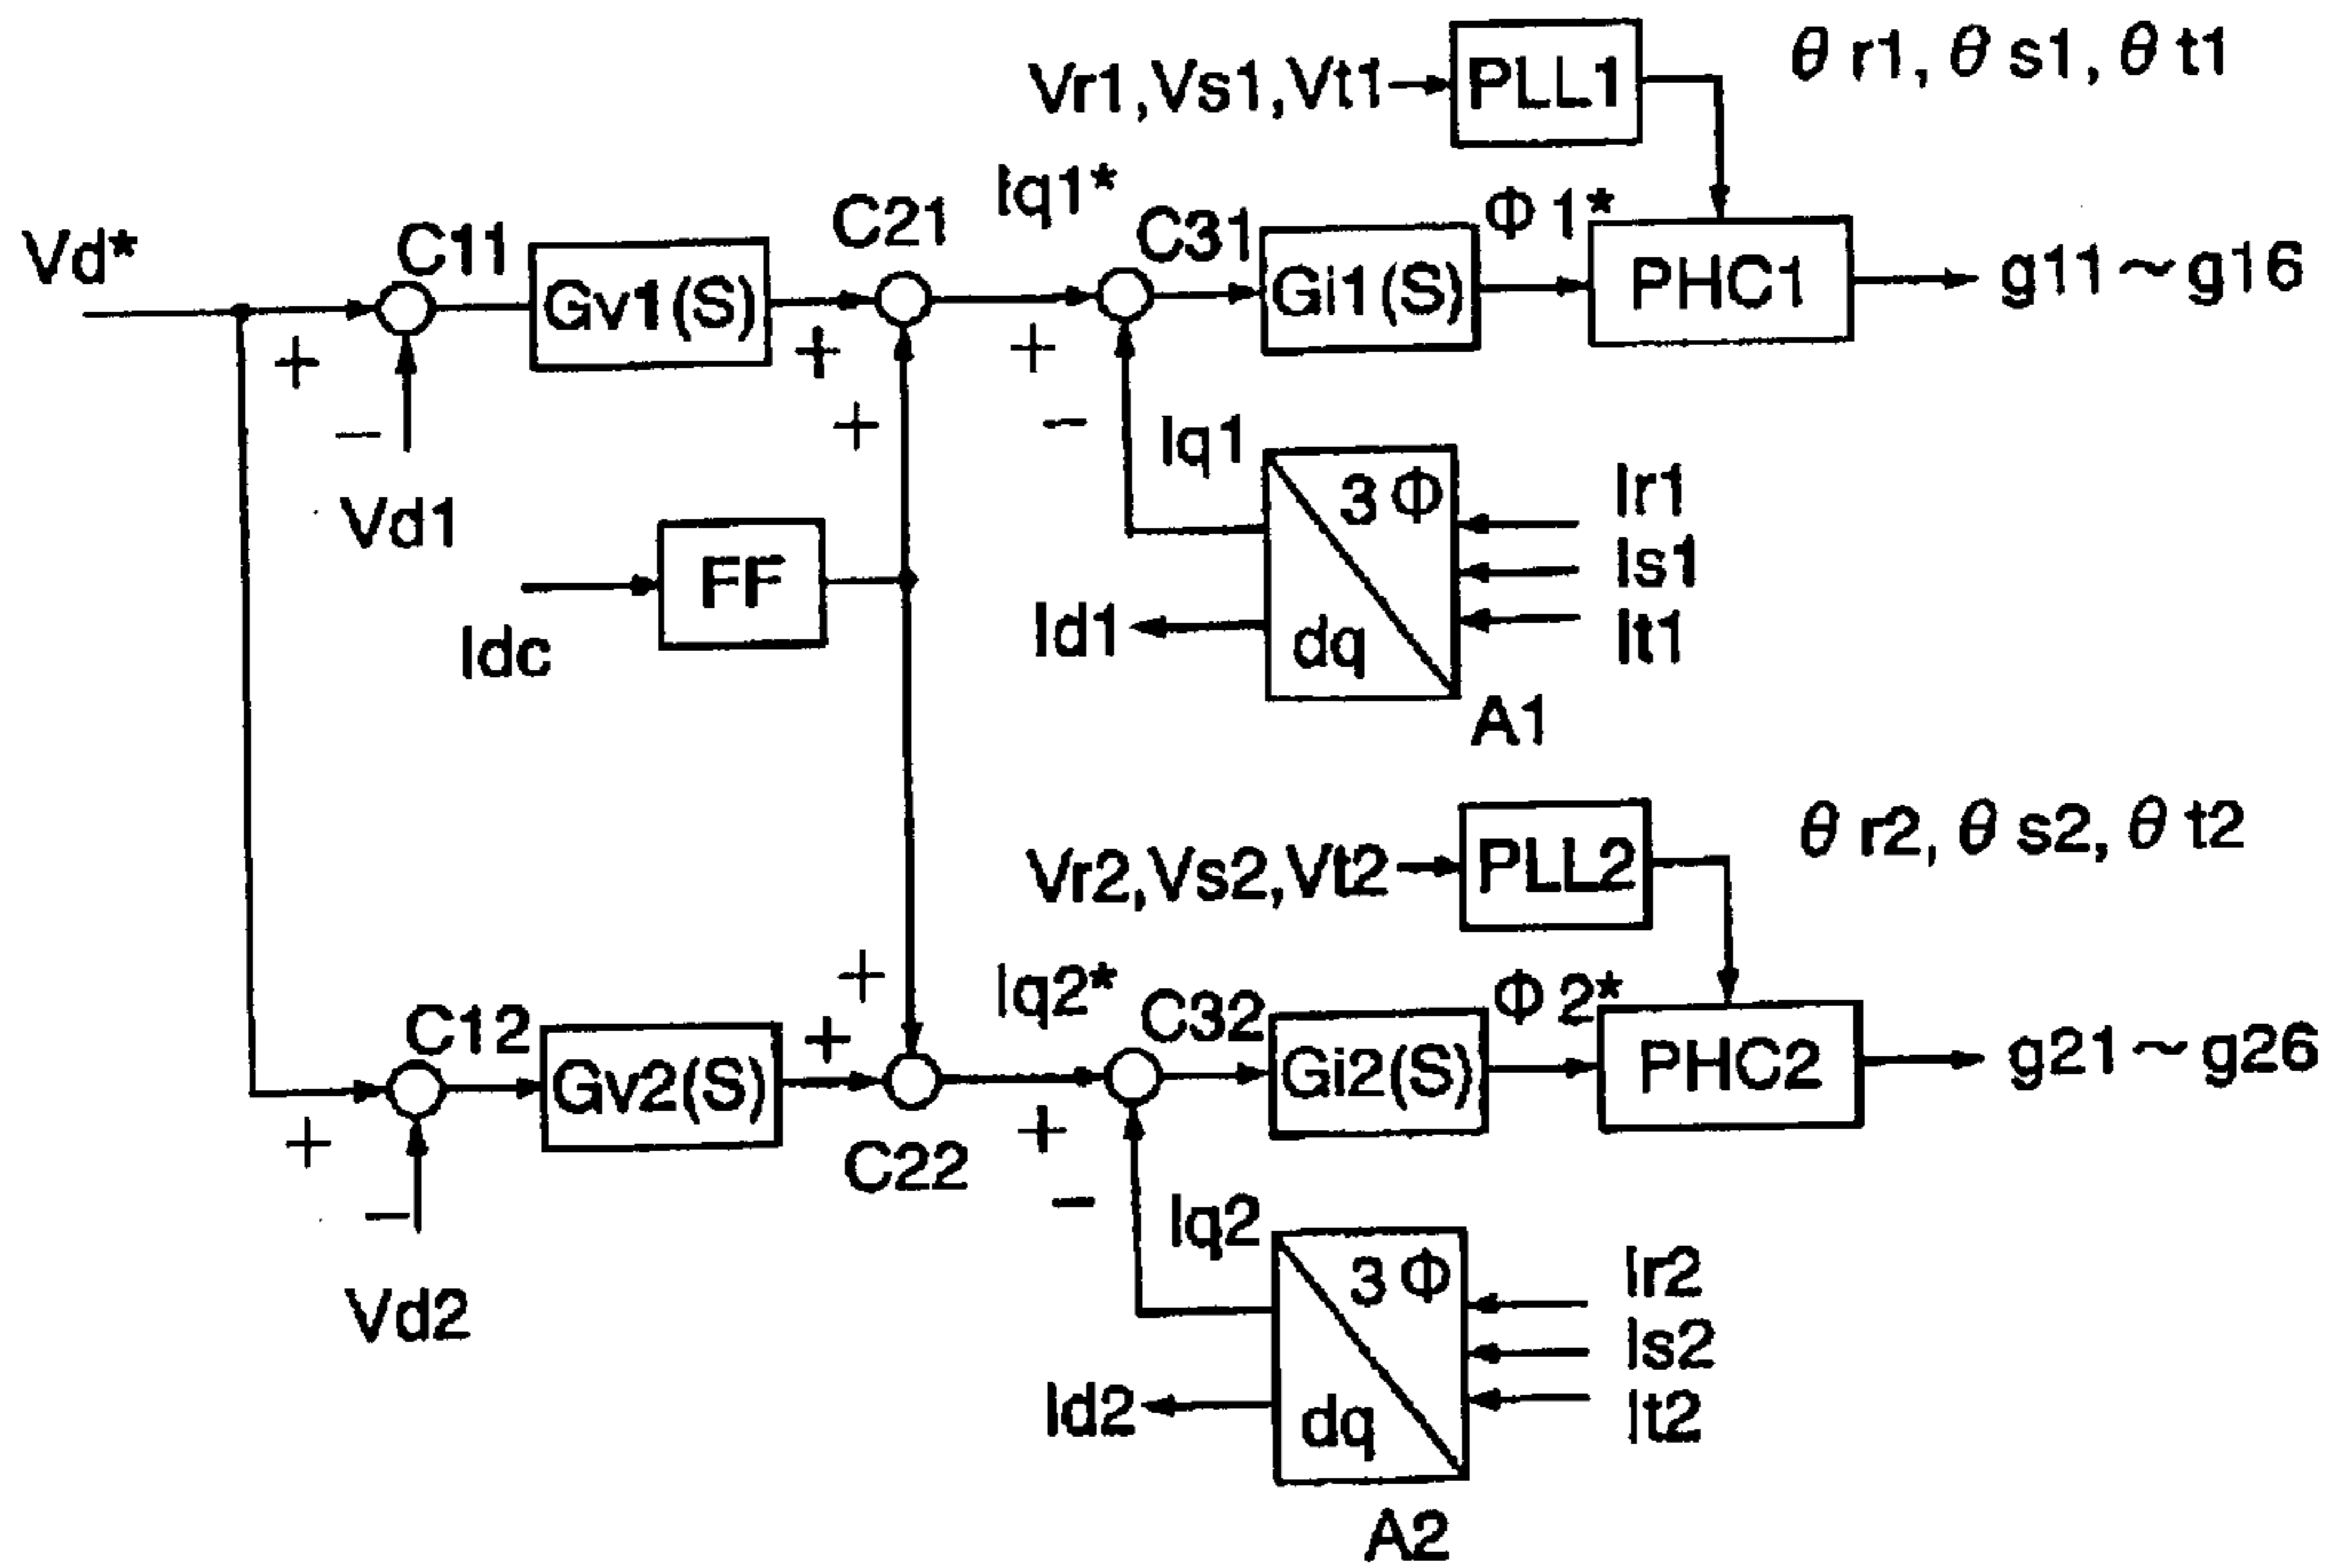 Vr1,Vs1,Vt1
PLL1
θ r1, θ s1, θ t1
Vd*
C11
Gv1(S)
C21
Iq1*
C31
Gi1(S)
Φ 1*
PHC1
g11～g16
+
−
+
+
+
−
Vd1
Idc
FF
Iq1
Id1
3Φ
dq
Ir1
Is1
It1
A1
Vr2,Vs2,Vt2
PLL2
θ r2, θ s2, θ t2
C12
Gv2(S)
C22
Iq2*
C32
Gi2(S)
Φ 2*
PHC2
g21～g26
+
−
+
+
+
−
Vd2
Iq2
Id2
3Φ
dq
Ir2
Is2
It2
A2